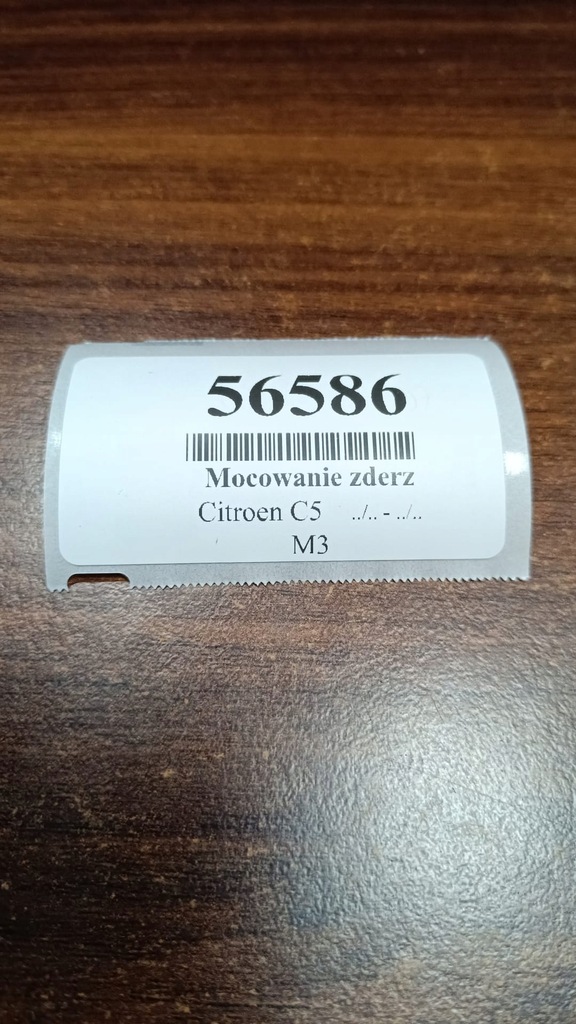 56586
Mocowanie zderz
Citroen C5 ../.. - ../..
M3